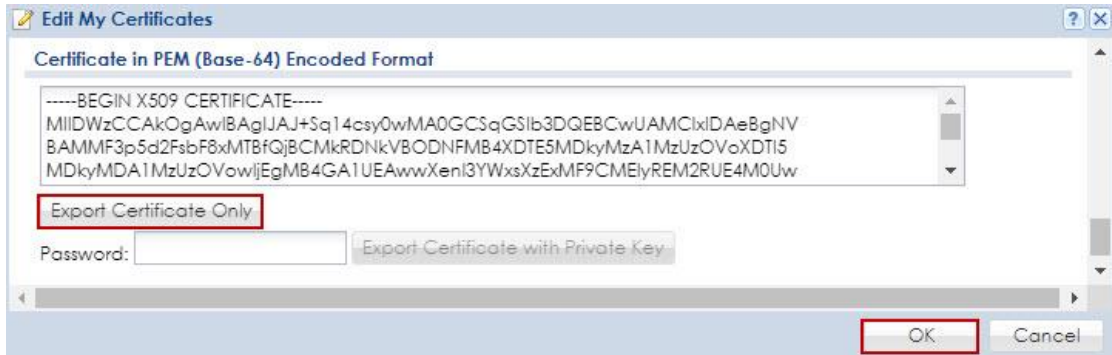 Edit My Certificates
Certificate in PEM (Base-64) Encoded Format
-----BEGIN X509 CERTIFICATE-----
MIIDWzCCAkOgAwIBAgIJAJ+Sq14csy0wMA0GCSqGSIb3DQEBCwUAMCIxIDAeBgNV
BAMMF3p5d2FsbF8xMTBfQjBCMkRDNkVBODNFMB4XDTE5MDkyMzA1MzUzOVoXDTI5
MDkyMDA1MzUzOVowIjEgMB4GA1UEAwwXenl3YWxsXzExMF9CMEIyREM2RUE4M0Uw
Export Certificate Only
Password:
Export Certificate with Private Key
OK
Cancel